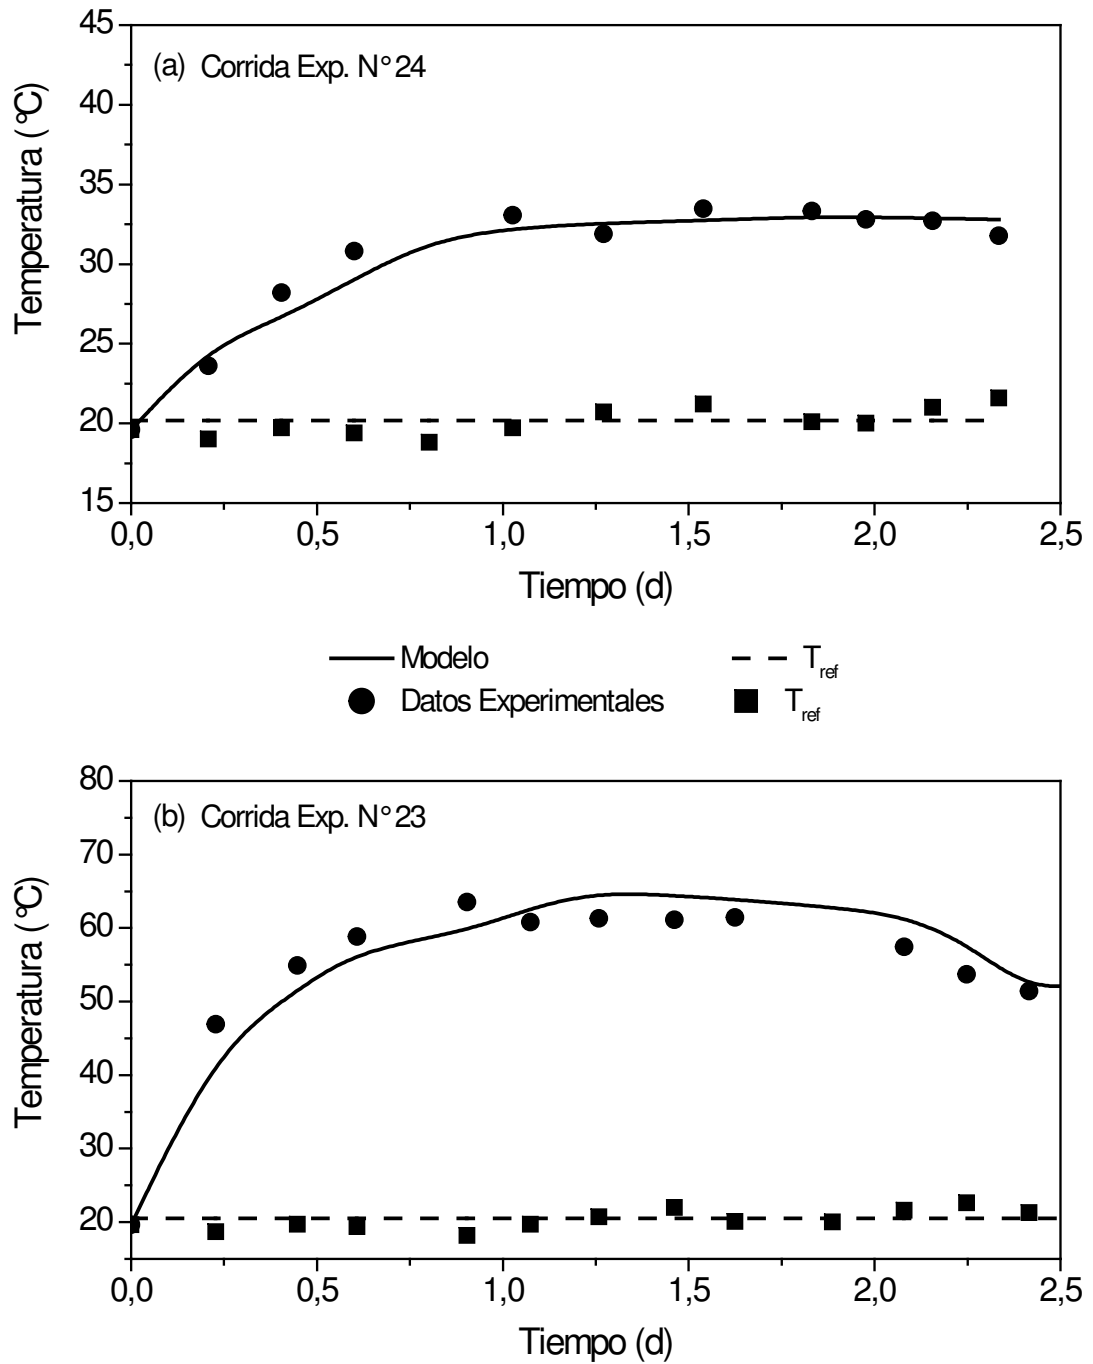 45
(a) Corrida Exp. N° 24
40
35
30
25
20
15
Temperatura (°C)
0,0 0,5 1,0 1,5 2,0 2,5
Tiempo (d)
Modelo T_ref
Datos Experimentales T_ref
80
(b) Corrida Exp. N° 23
70
60
50
40
30
20
Temperatura (°C)
0,0 0,5 1,0 1,5 2,0 2,5
Tiempo (d)